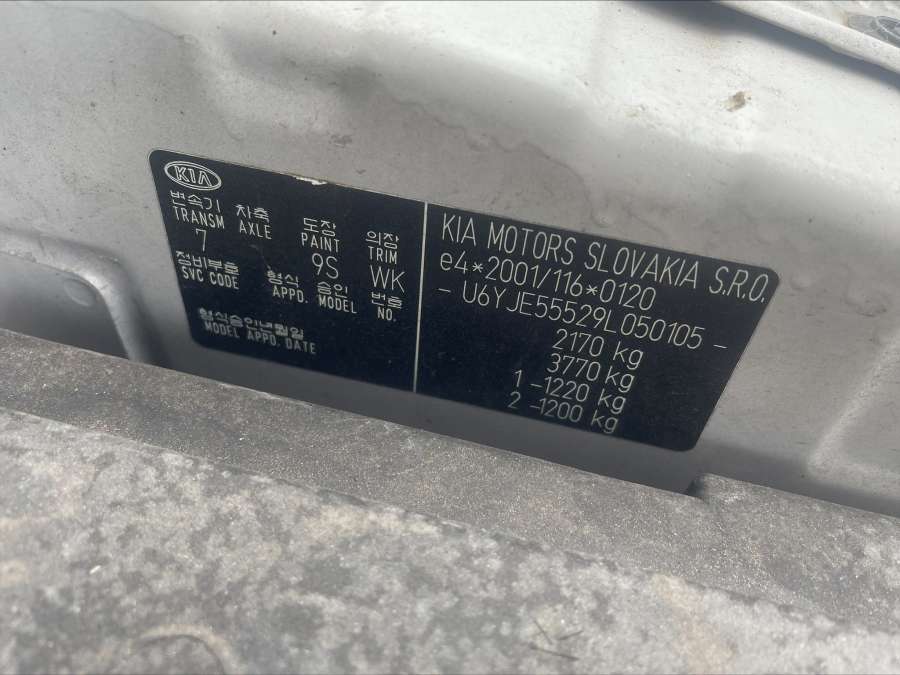 KIA
변속기 차축 도장 의장
TRANSM AXLE PAINT TRIM
7 9S WK
정비부호 형식 승인 번호
SVC CODE APPD. MODEL NO.
형식승인년월일
MODEL APPD. DATE
KIA MOTORS SLOVAKIA S.R.O.
e4*2001/116*0120
- U6YJE55529L050105 -
2170 kg
3770 kg
1 -1220 kg
2 -1200 kg